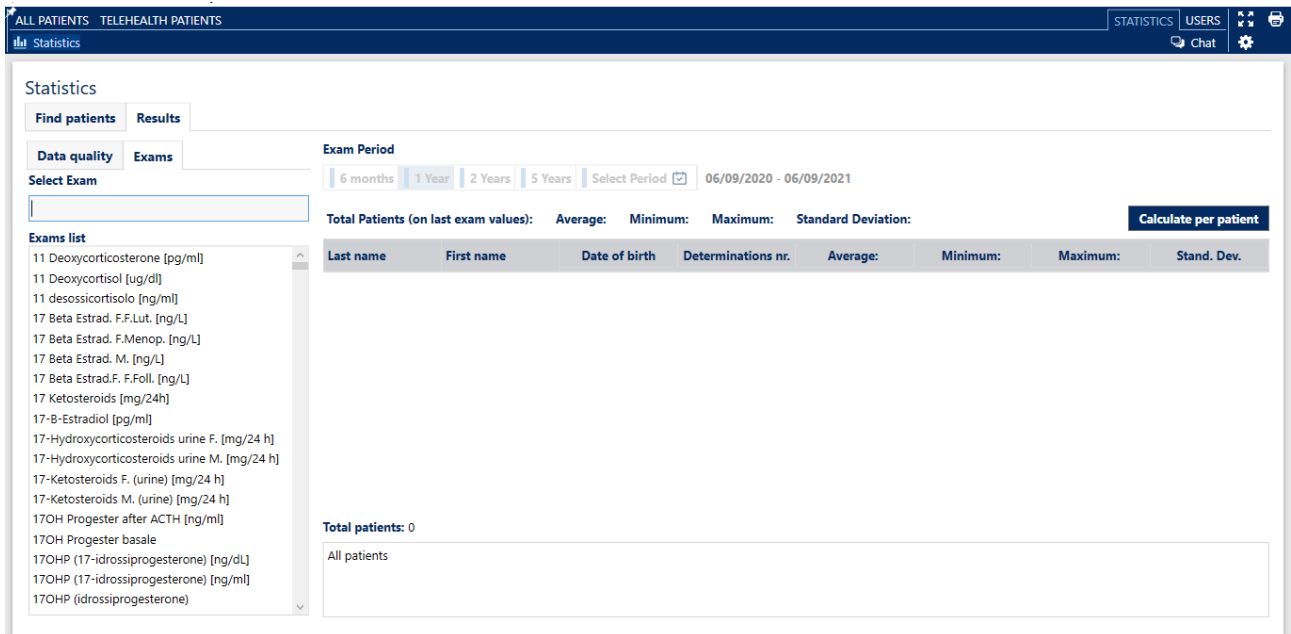 ALL PATIENTS TELEHEALTH PATIENTS STATISTICS USERS
Statistics Chat
Statistics
Find patients Results
Data quality Exams
Select Exam
Exams list
11 Deoxycorticosterone [pg/ml]
11 Deoxycortisol [ug/dl]
11 desossicortisolo [ng/ml]
17 Beta Estrad. F.F.Lut. [ng/L]
17 Beta Estrad. F.Menop. [ng/L]
17 Beta Estrad. M. [ng/L]
17 Beta Estrad.F. F.Foll. [ng/L]
17 Ketosteroids [mg/24h]
17-B-Estradiol [pg/ml]
17-Hydroxycorticosteroids urine F. [mg/24 h]
17-Hydroxycorticosteroids urine M. [mg/24 h]
17-Ketosteroids F. (urine) [mg/24 h]
17-Ketosteroids M. (urine) [mg/24 h]
17OH Progester after ACTH [ng/ml]
17OH Progester basale
17OHP (17-idrossiprogesterone) [ng/dL]
17OHP (17-idrossiprogesterone) [ng/ml]
17OHP (idrossiprogesterone)
Exam Period
6 months 1 Year 2 Years 5 Years Select Period 06/09/2020 - 06/09/2021
Total Patients (on last exam values): Average: Minimum: Maximum: Standard Deviation: Calculate per patient
Last name First name Date of birth Determinations nr. Average: Minimum: Maximum: Stand. Dev.
Total patients: 0
All patients